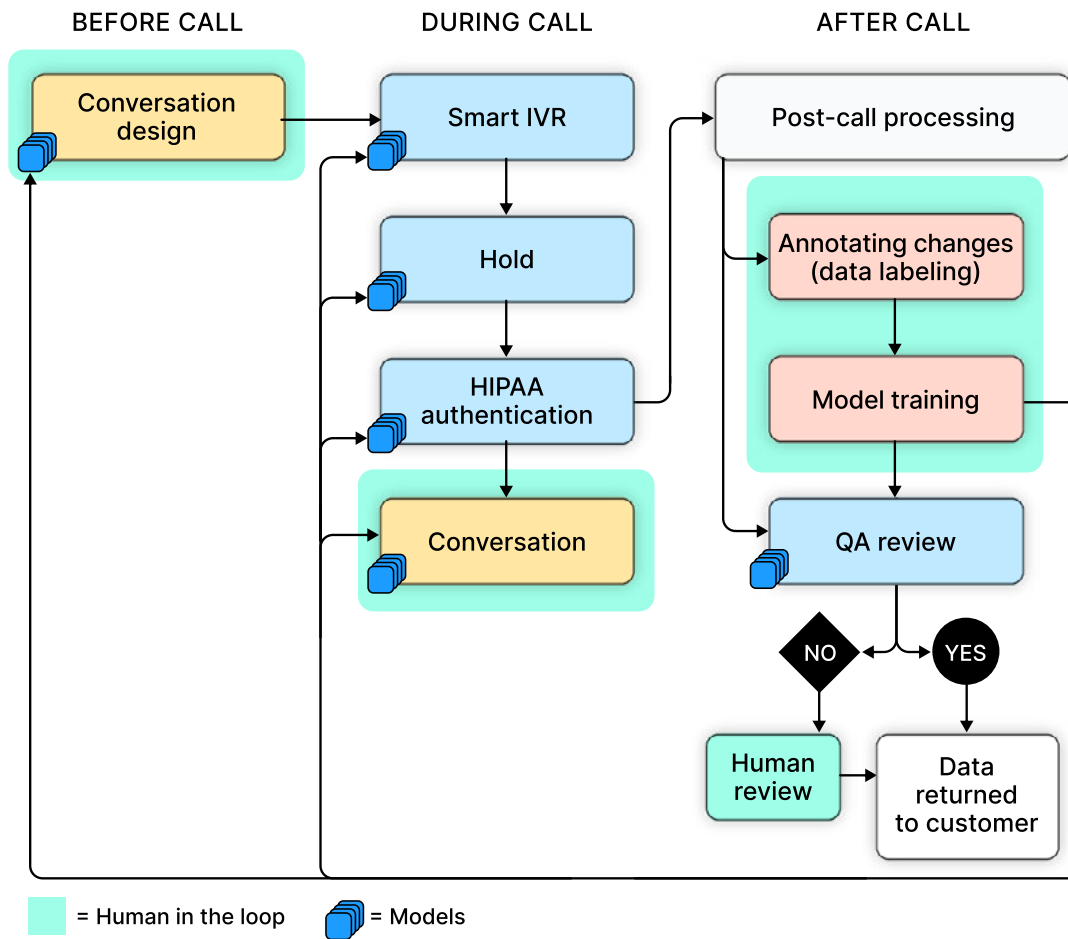 BEFORE CALL
DURING CALL
AFTER CALL
Conversation
design
Smart IVR
Post-call processing
Hold
Annotating changes
(data labeling)
HIPAA
authentication
Model training
Conversation
QA review
NO
YES
Human
review
Data
returned
to customer
= Human in the loop
= Models